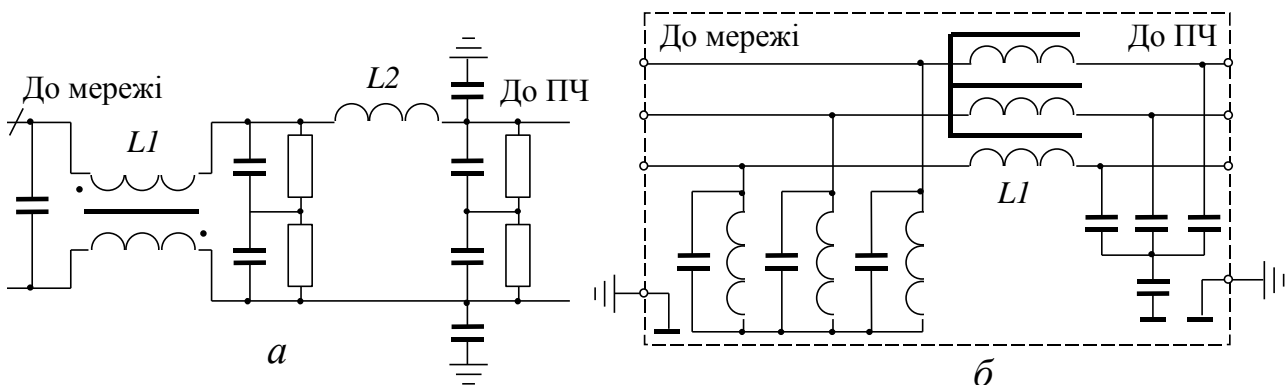 До мережі
L1
L2
До ПЧ
а
До мережі
До ПЧ
L1
б